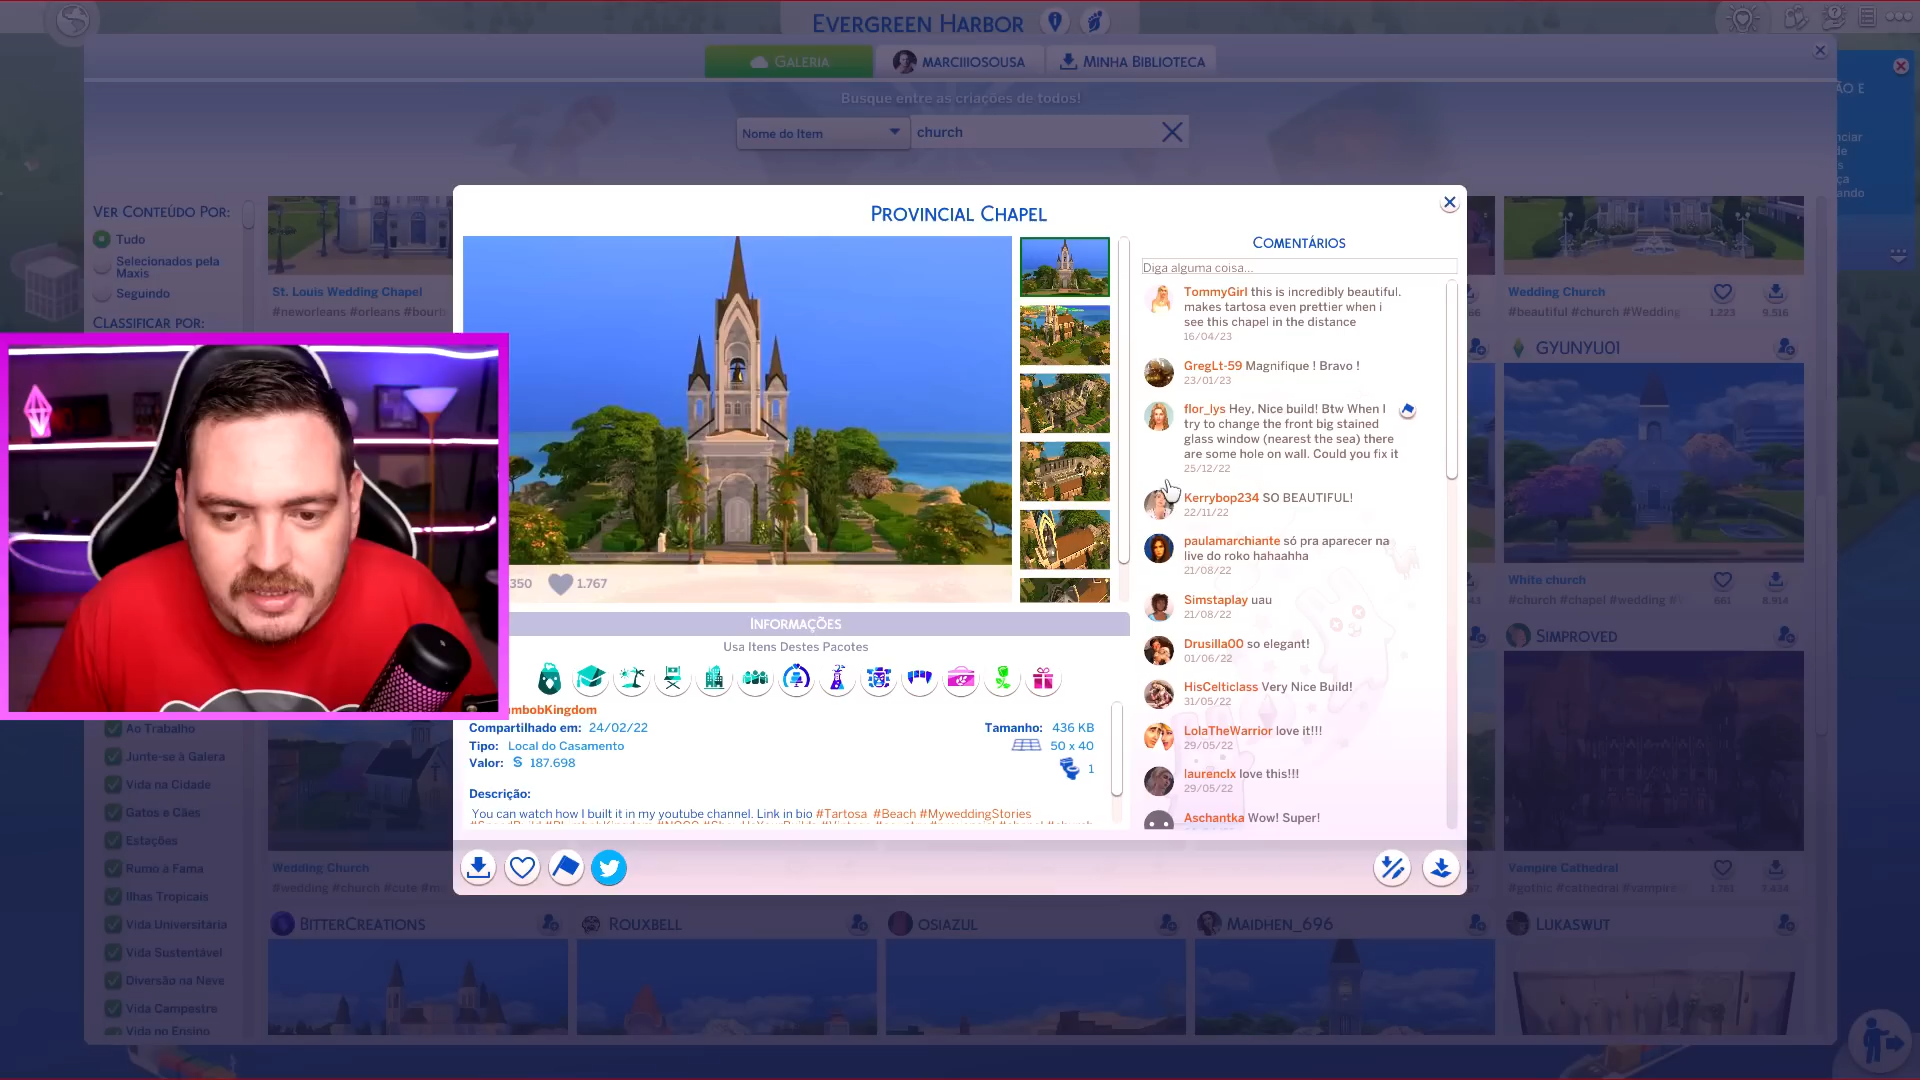 EVERGREEN HARBOR
GALERIA
MARCIIIOSOUSA
MINHA BIBLIOTECA
Busque entre as criações de todos!
Nome do Item
church
VER CONTEÚDO POR:
Tudo
Selecionados pela
Maxis
Seguindo
CLASSIFICAR POR:
St. Louis Wedding Chapel
#neworleans #orleans
Ao Trabalho
Junte-se à Galera
Vida na Cidade
Gatos e Cães
Estações
Rumo à Fama
Ilhas Tropicais
Vida Universitária
Vida Sustentável
Diversão na Neve
Vida Campestre
Vida no Ensino
Wedding Church
#wedding #church #cute
PROVINCIAL CHAPEL
350
1.767
INFORMAÇÕES
Usa Itens Destes Pacotes
mbobKingdom
Compartilhado em: 24/02/22
Tipo: Local do Casamento
Valor: § 187.698
Tamanho: 436 KB
50 x 40
1
Descrição:
You can watch how I built it in my youtube channel. Link in bio #Tartosa #Beach #MyweddingStories
COMENTÁRIOS
Diga alguma coisa...
TommyGirl this is incredibly beautiful.
makes tartosa even prettier when i
see this chapel in the distance
16/04/23
GregLt-59 Magnifique ! Bravo !
23/01/23
flor_lys Hey, Nice build! Btw When I
try to change the front big stained
glass window (nearest the sea) there
are some hole on wall. Could you fix it
25/12/22
Kerrybop234 SO BEAUTIFUL!
22/11/22
paulamarchiante só pra aparecer na
live do roko hahaahha
21/08/22
Simstaplay uau
21/08/22
Drusilla00 so elegant!
01/06/22
HisCelticlass Very Nice Build!
31/05/22
LolaTheWarrior love it!!!
29/05/22
laurenclx love this!!!
29/05/22
Aschantka Wow! Super!
Wedding Church
#beautiful #church #Wedding
1.223
9,516
GYUNYU01
White church
#church #chapel #wedding
661
8,914
SIMPROVED
Vampire Cathedral
#gothic #cathedral #vampire
BITTERCREATIONS
ROUXBELL
OSIAZUL
MAIDHEN_696
LUKASWUT